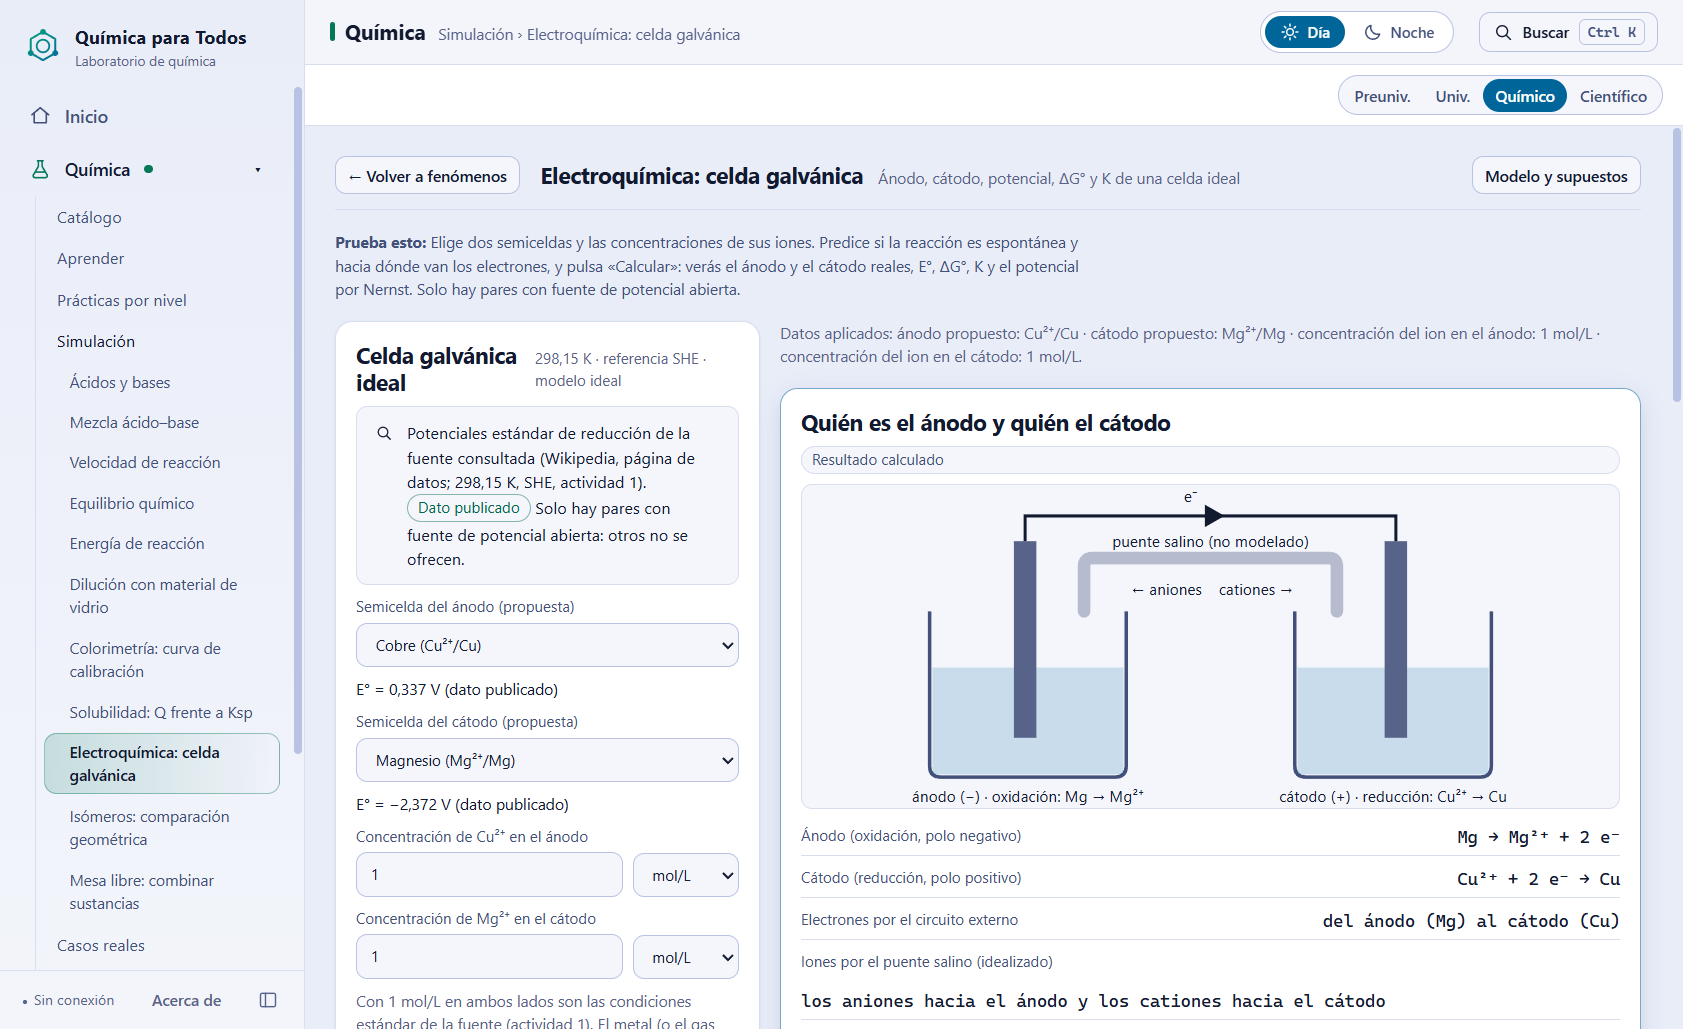 Química para Todos
Laboratorio de química
Inicio
Química
Catálogo
Aprender
Prácticas por nivel
Simulación
Ácidos y bases
Mezcla ácido–base
Velocidad de reacción
Equilibrio químico
Energía de reacción
Dilución con material de
vidrio
Colorimetría: curva de
calibración
Solubilidad: Q frente a Ksp
Electroquímica: celda
galvánica
Isómeros: comparación
geométrica
Mesa libre: combinar
sustancias
Casos reales
Sin conexión
Acerca de
Química Simulación › Electroquímica: celda galvánica
Día Noche
Buscar Ctrl K
Preuniv. Univ. Químico Científico
← Volver a fenómenos
Electroquímica: celda galvánica Ánodo, cátodo, potencial, ΔG° y K de una celda ideal
Modelo y supuestos
Prueba esto: Elige dos semiceldas y las concentraciones de sus iones. Predice si la reacción es espontánea y
hacia dónde van los electrones, y pulsa «Calcular»: verás el ánodo y el cátodo reales, E°, ΔG°, K y el potencial
por Nernst. Solo hay pares con fuente de potencial abierta.
Celda galvánica
ideal
298,15 K · referencia SHE ·
modelo ideal
Potenciales estándar de reducción de la
fuente consultada (Wikipedia, página de
datos; 298,15 K, SHE, actividad 1).
Dato publicado Solo hay pares con
fuente de potencial abierta: otros no se
ofrecen.
Semicelda del ánodo (propuesta)
Cobre (Cu²⁺/Cu)
E° = 0,337 V (dato publicado)
Semicelda del cátodo (propuesta)
Magnesio (Mg²⁺/Mg)
E° = −2,372 V (dato publicado)
Concentración de Cu²⁺ en el ánodo
1 mol/L
Concentración de Mg²⁺ en el cátodo
1 mol/L
Con 1 mol/L en ambos lados son las condiciones
estándar de la fuente (actividad 1). El metal (o el gas
Datos aplicados: ánodo propuesto: Cu²⁺/Cu · cátodo propuesto: Mg²⁺/Mg · concentración del ion en el ánodo: 1 mol/L ·
concentración del ion en el cátodo: 1 mol/L.
Quién es el ánodo y quién el cátodo
Resultado calculado
e⁻
puente salino (no modelado)
← aniones cationes →
ánodo (−) · oxidación: Mg → Mg²⁺
cátodo (+) · reducción: Cu²⁺ → Cu
Ánodo (oxidación, polo negativo) Mg → Mg²⁺ + 2 e⁻
Cátodo (reducción, polo positivo) Cu²⁺ + 2 e⁻ → Cu
Electrones por el circuito externo del ánodo (Mg) al cátodo (Cu)
Iones por el puente salino (idealizado)
los aniones hacia el ánodo y los cationes hacia el cátodo